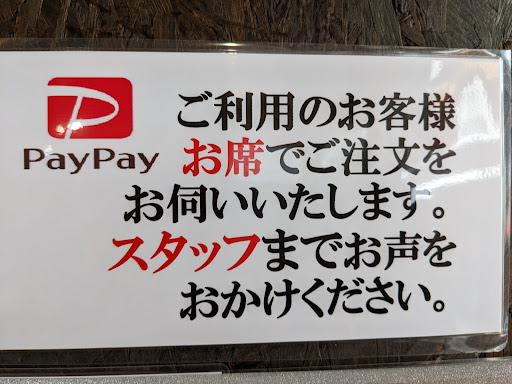 PayPay
ご利用のお客様
お席でご注文を
お伺いいたします。
スタッフまでお声を
おかけください。